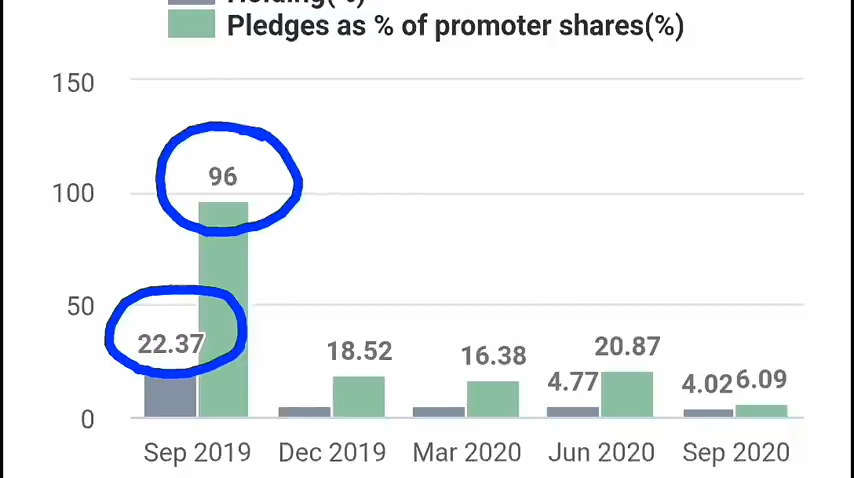 Holding(%)
Pledges as % of promoter shares(%)
150
96
100
50
22.37
18.52
16.38
20.87
4.77
4.02
6.09
0
Sep 2019
Dec 2019
Mar 2020
Jun 2020
Sep 2020